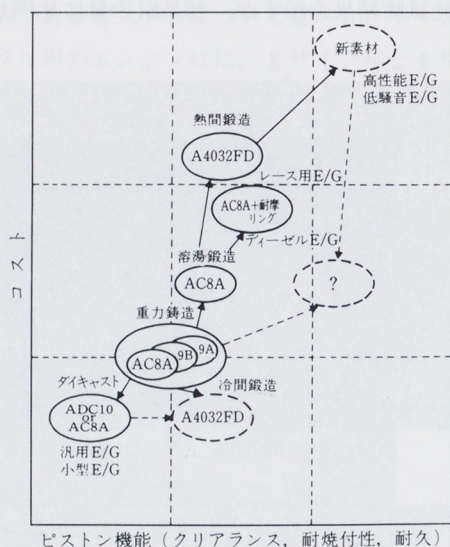 新素材
高性能E/G
低騒音E/G
熱間鍛造
A4032FD
レース用E/G
AC8A+耐摩
リング
ディーゼルE/G
溶湯鍛造
AC8A
?
重力鋳造
9A
9B
AC8A
ダイキャスト
冷間鍛造
ADC10
or
AC8A
A4032FD
汎用E/G
小型E/G
コスト
ピストン機能（クリアランス，耐焼付性，耐久）